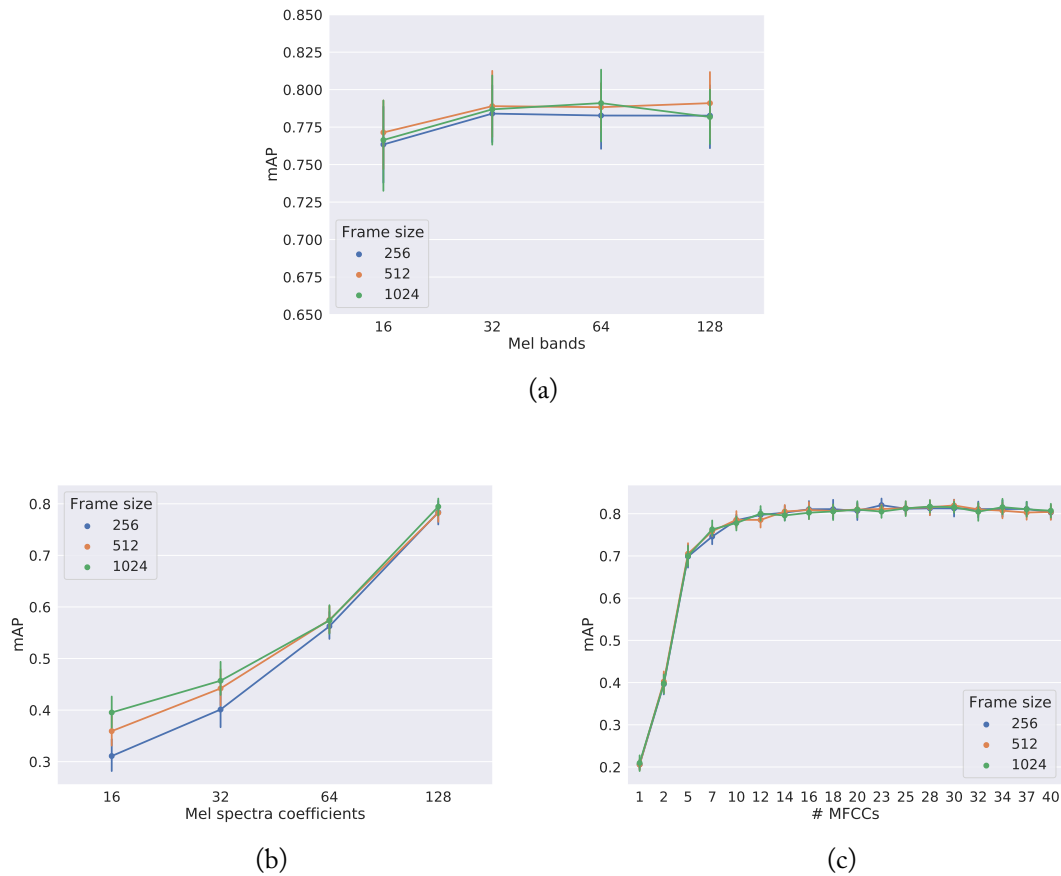 0.850
0.825
0.800
0.775
0.750
0.725
0.700
0.675
0.650
mAP
Frame size
256
512
1024
16 32 64 128
Mel bands
(a)
0.8
0.7
0.6
0.5
0.4
0.3
mAP
Frame size
256
512
1024
16 32 64 128
Mel spectra coefficients
(b)
0.8
0.7
0.6
0.5
0.4
0.3
0.2
mAP
Frame size
256
512
1024
1 2 5 7 10 12 14 16 18 20 23 25 28 30 32 34 37 40
# MFCCs
(c)